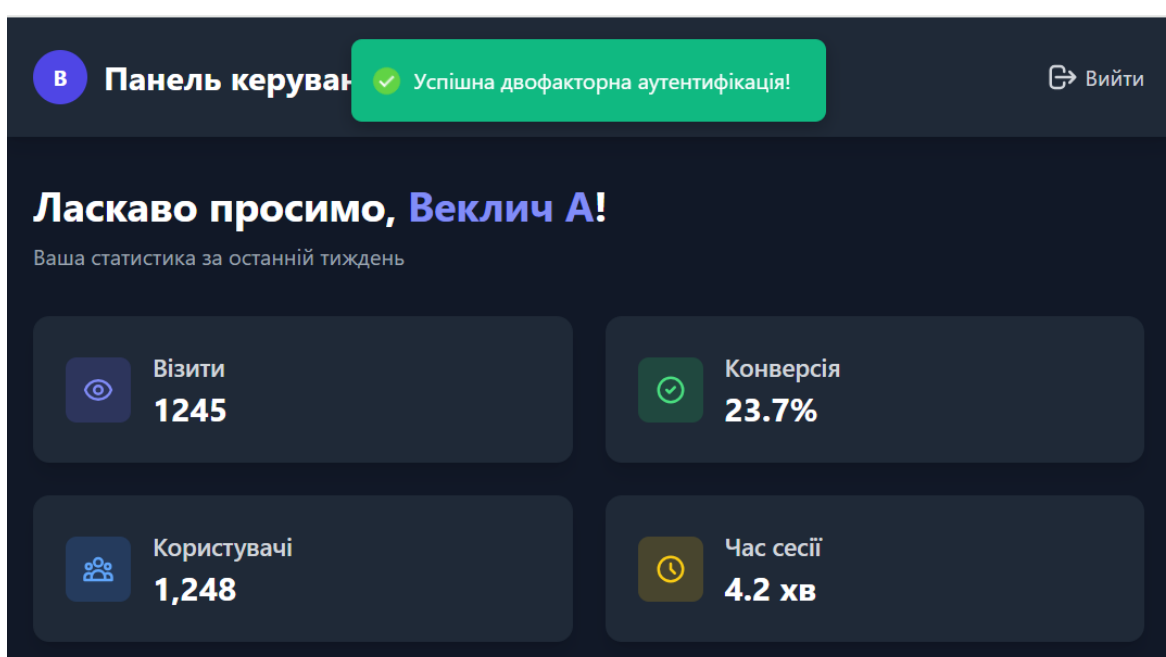 В
Панель керуван
Успішна двофакторна аутентифікація!
Вийти
Ласкаво просимо, Веклич А!
Ваша статистика за останній тиждень
Візити
1245
Конверсія
23.7%
Користувачі
1,248
Час сесії
4.2 хв